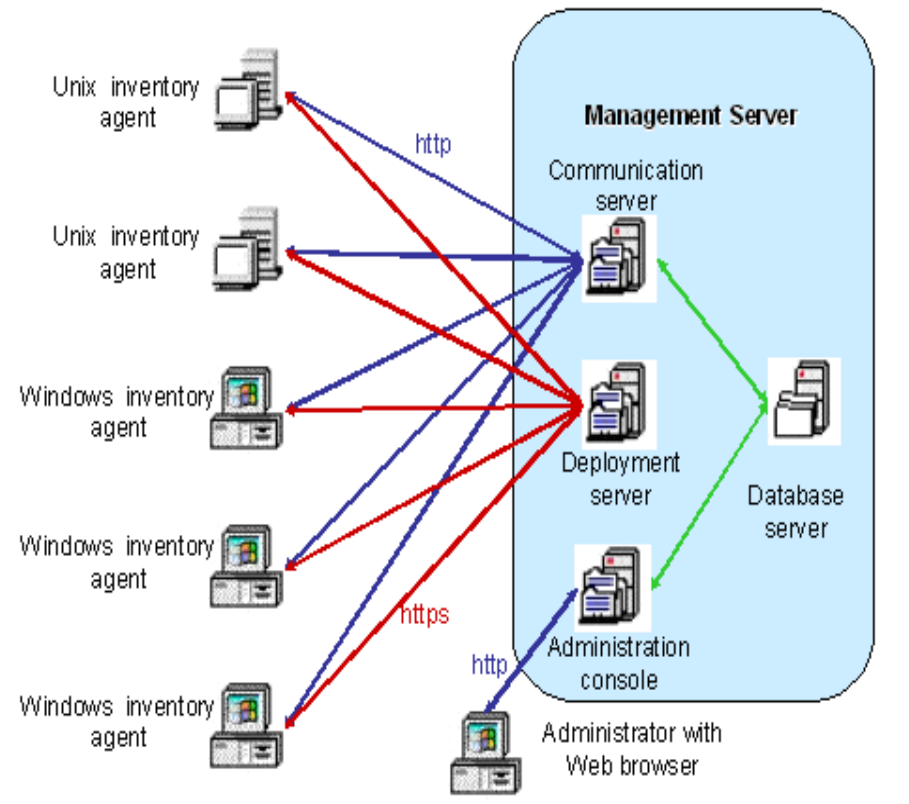 Unix inventory
agent
http
Management Server
Communication
server
Unix inventory
agent
Windows inventory
agent
Deployment
server
Database
server
Windows inventory
agent
https
http
Administration
console
Windows inventory
agent
Administrator with
Web browser